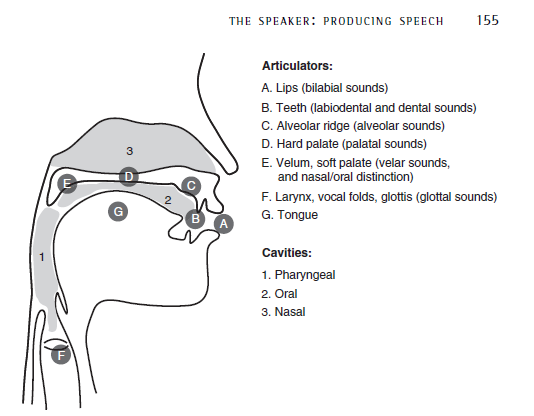 THE SPEAKER: PRODUCING SPEECH 155
Articulators:
A. Lips (bilabial sounds)
B. Teeth (labiodental and dental sounds)
C. Alveolar ridge (alveolar sounds)
D. Hard palate (palatal sounds)
E. Velum, soft palate (velar sounds,
and nasal/oral distinction)
F. Larynx, vocal folds, glottis (glottal sounds)
G. Tongue
Cavities:
1. Pharyngeal
2. Oral
3. Nasal
3
E
D
C
2
G
B
A
1
F